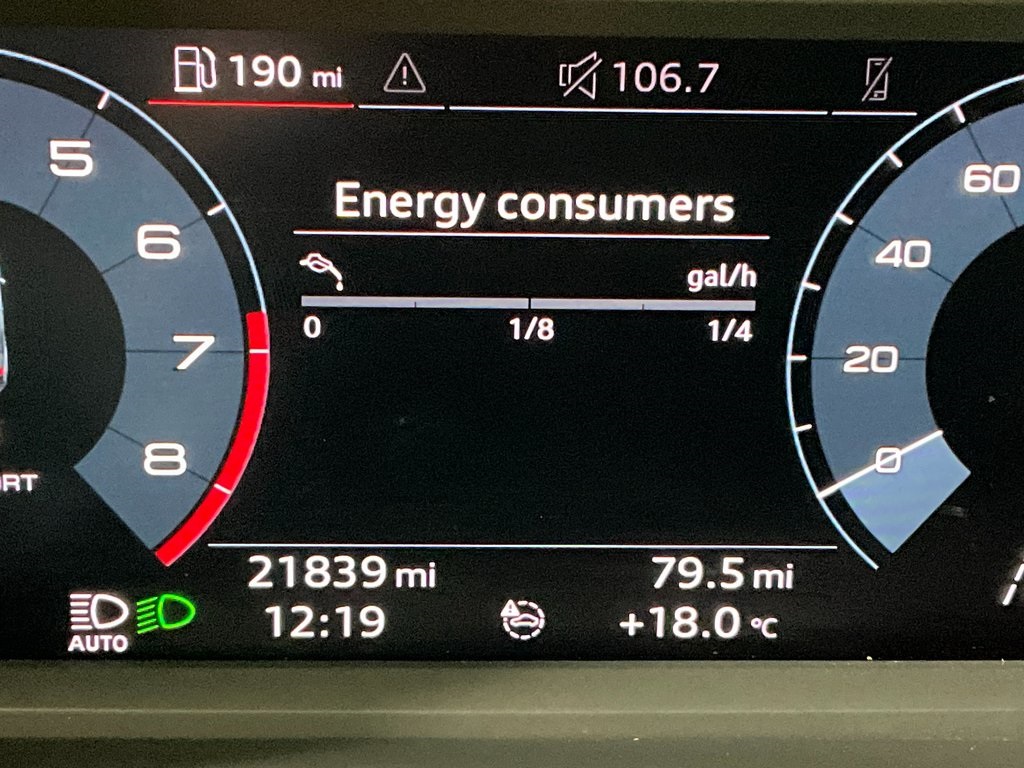 190 mi 106.7
Energy consumers
gal/h
0 1/8 1/4
5
6
7
8
60
40
20
0
RT
21839 mi 79.5 mi
12:19 +18.0 °C
AUTO